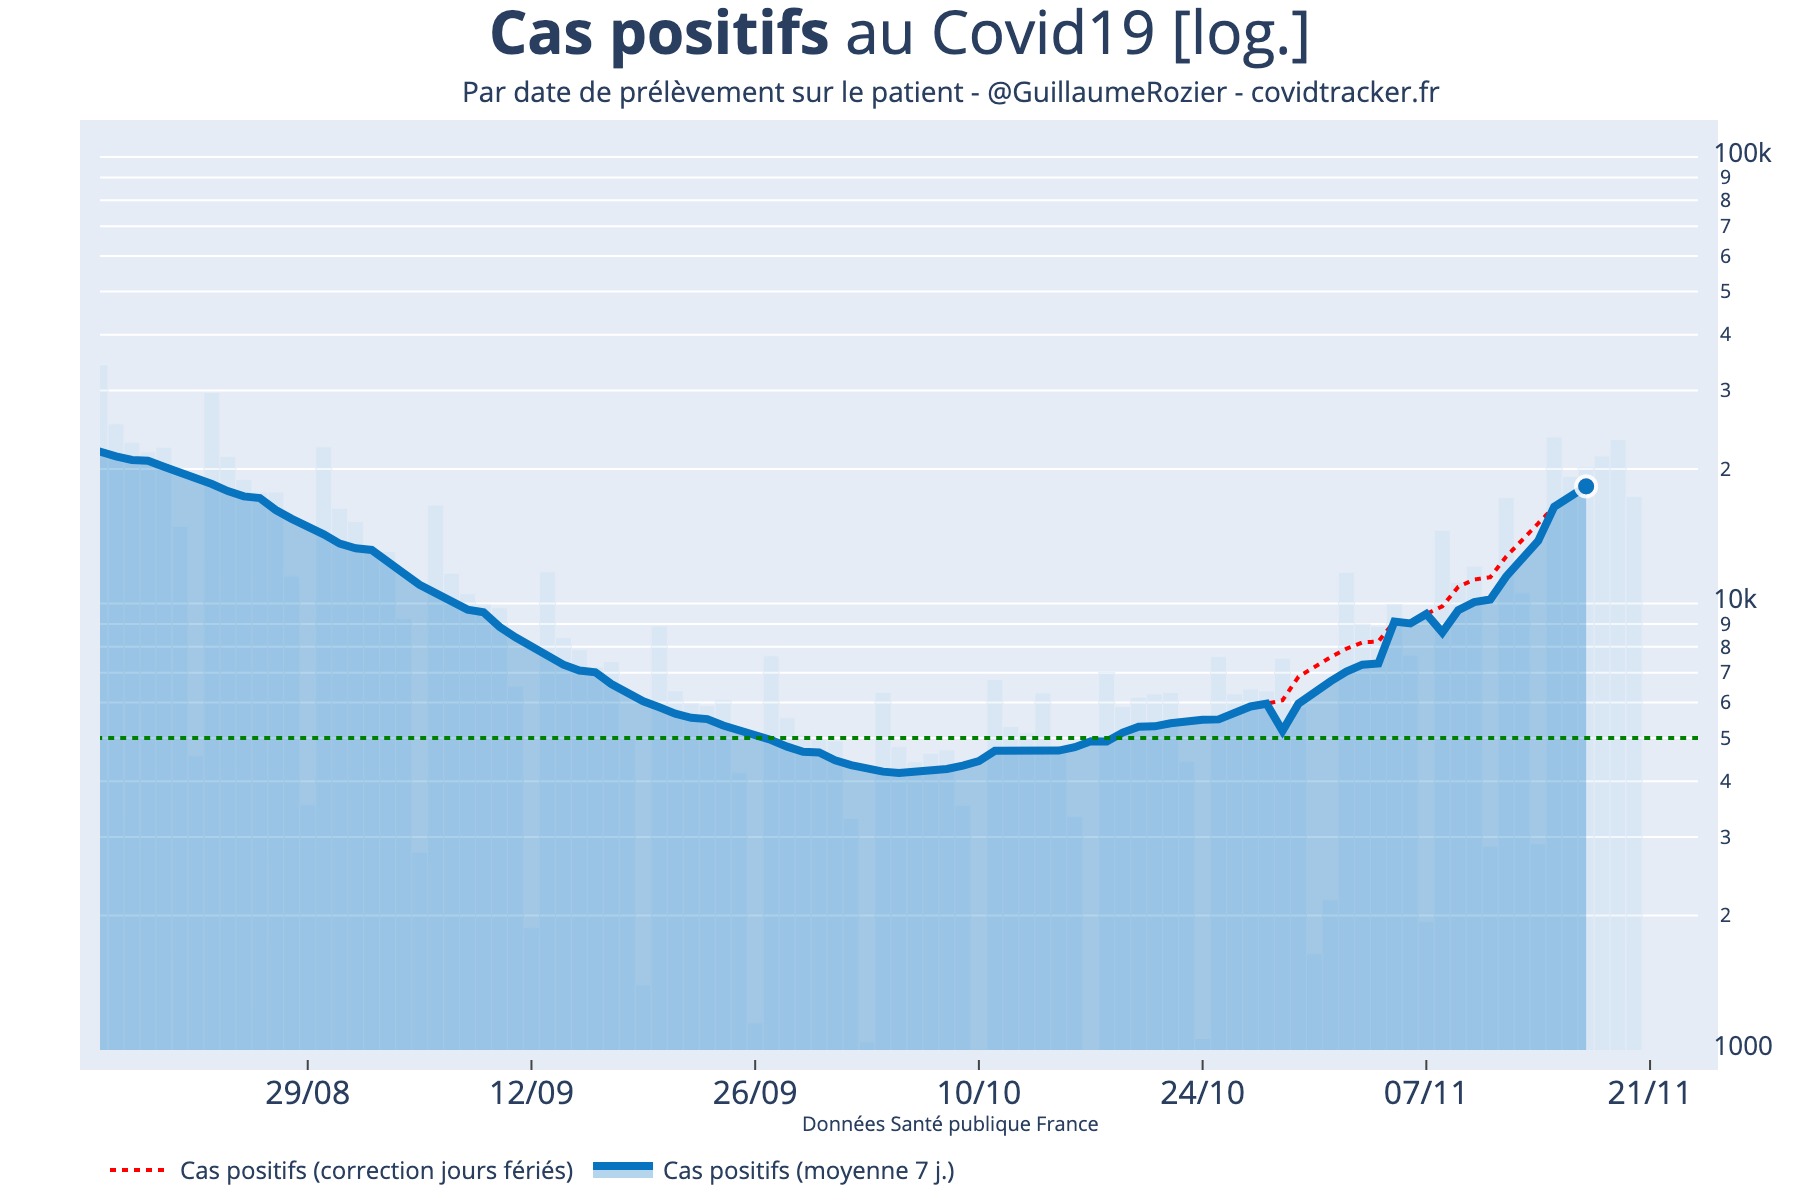 Cas positifs au Covid19 [log.]
Par date de prélèvement sur le patient - @GuillaumeRozier - covidtracker.fr
100k
9
8
7
6
5
4
3
2
10k
9
8
7
6
5
4
3
2
1000
29/08 12/09 26/09 10/10 24/10 07/11 21/11
Données Santé publique France
Cas positifs (correction jours fériés) Cas positifs (moyenne 7 j.)